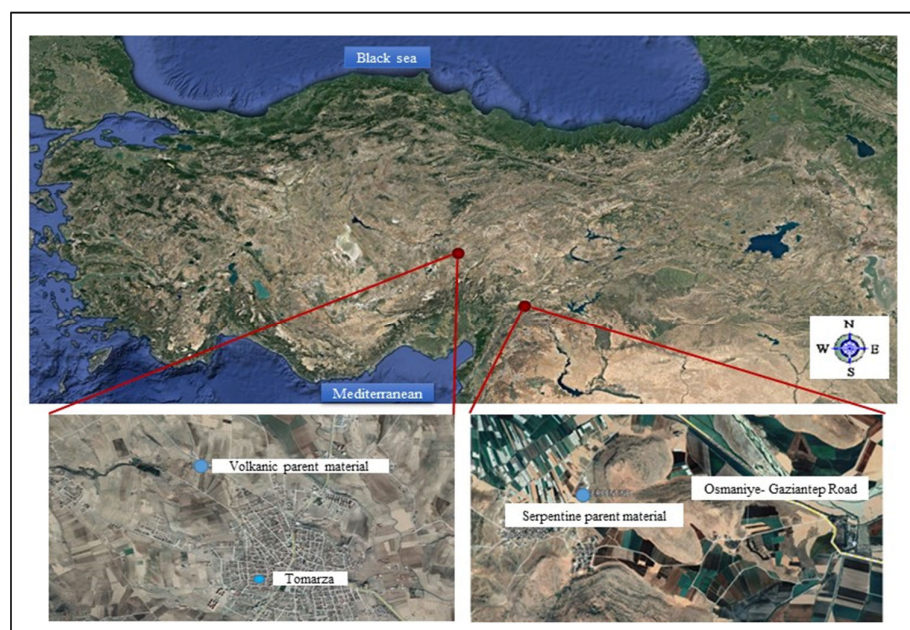 Black sea
Mediterranean
N
W E
S
Volkanic parent material
Tomarza
Osmaniye- Gaziantep Road
Serpentine parent material